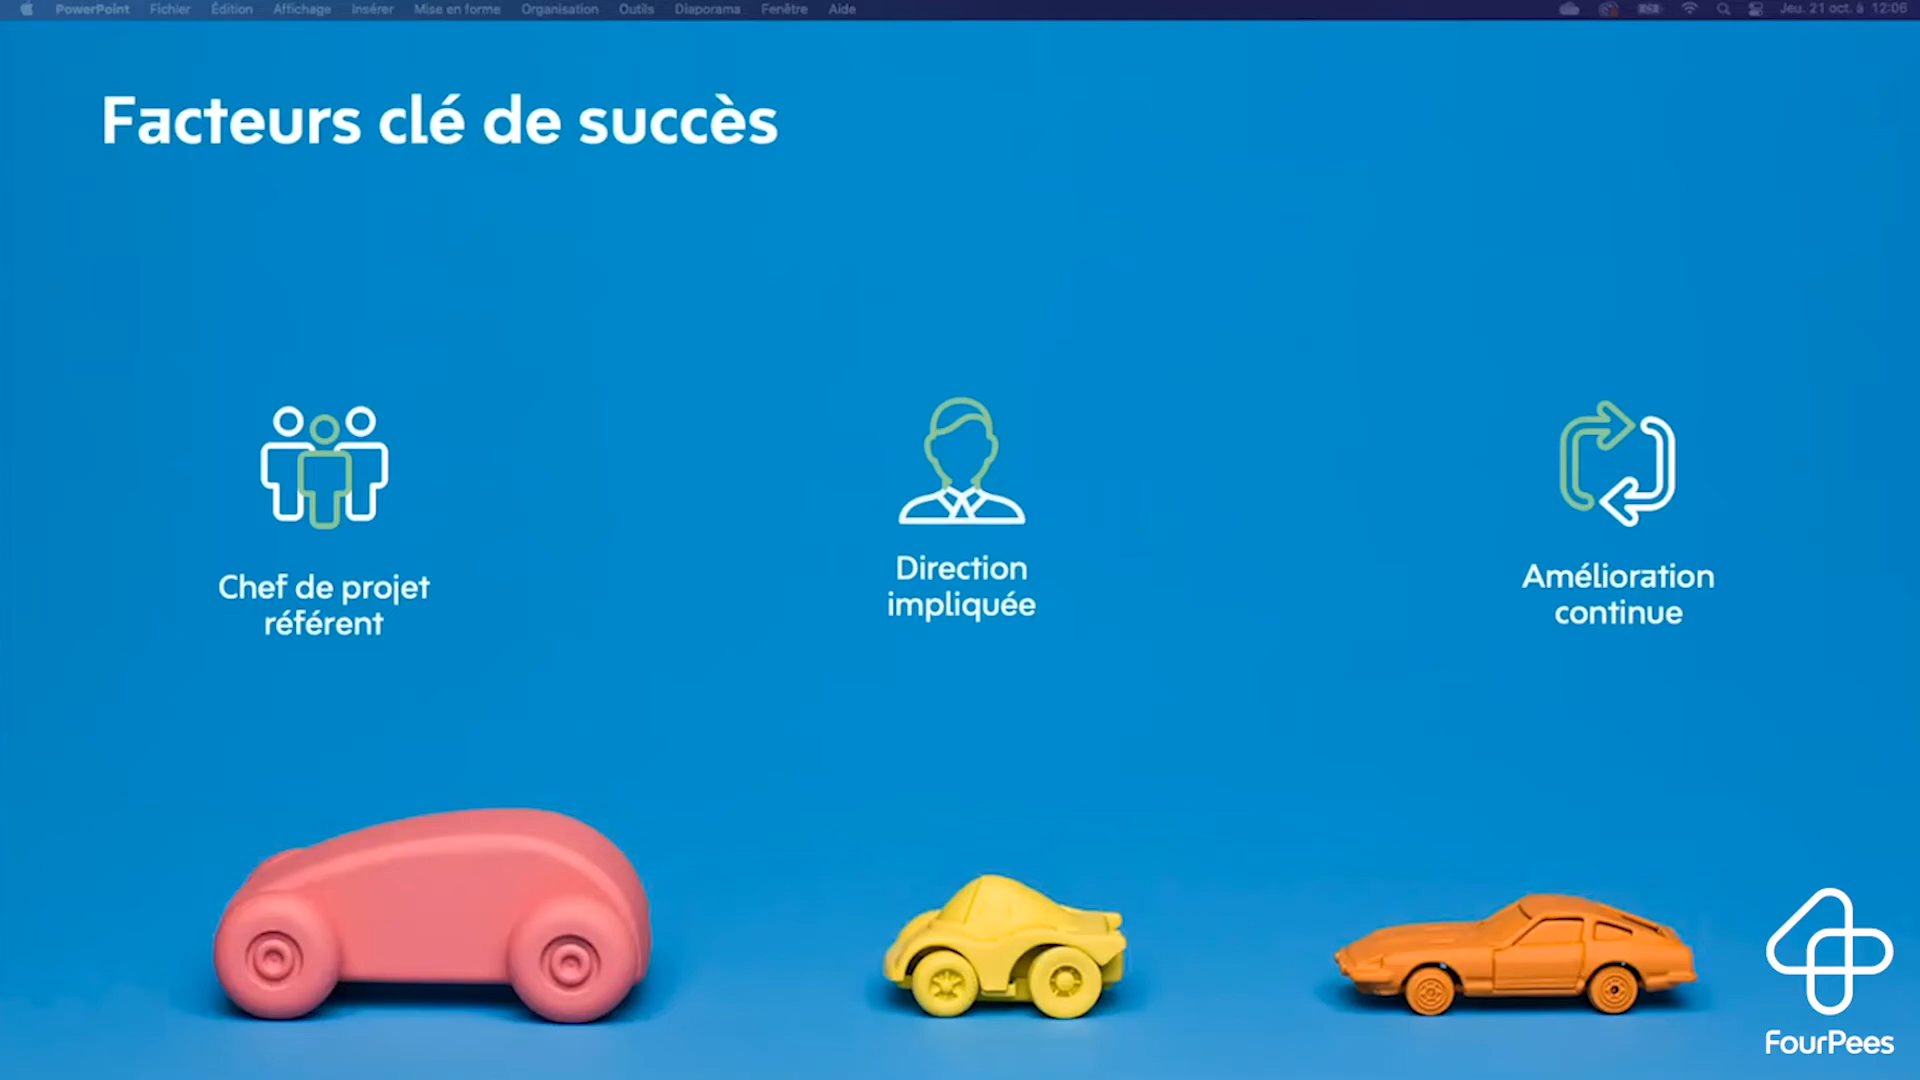 PowerPoint Fichier Édition Affichage Insérer Mise en forme Organisation Outils Diaporama Fenêtre Aide Jeu. 21 oct. à 12:06
Facteurs clé de succès
Chef de projet
référent
Direction
impliquée
Amélioration
continue
FourPees